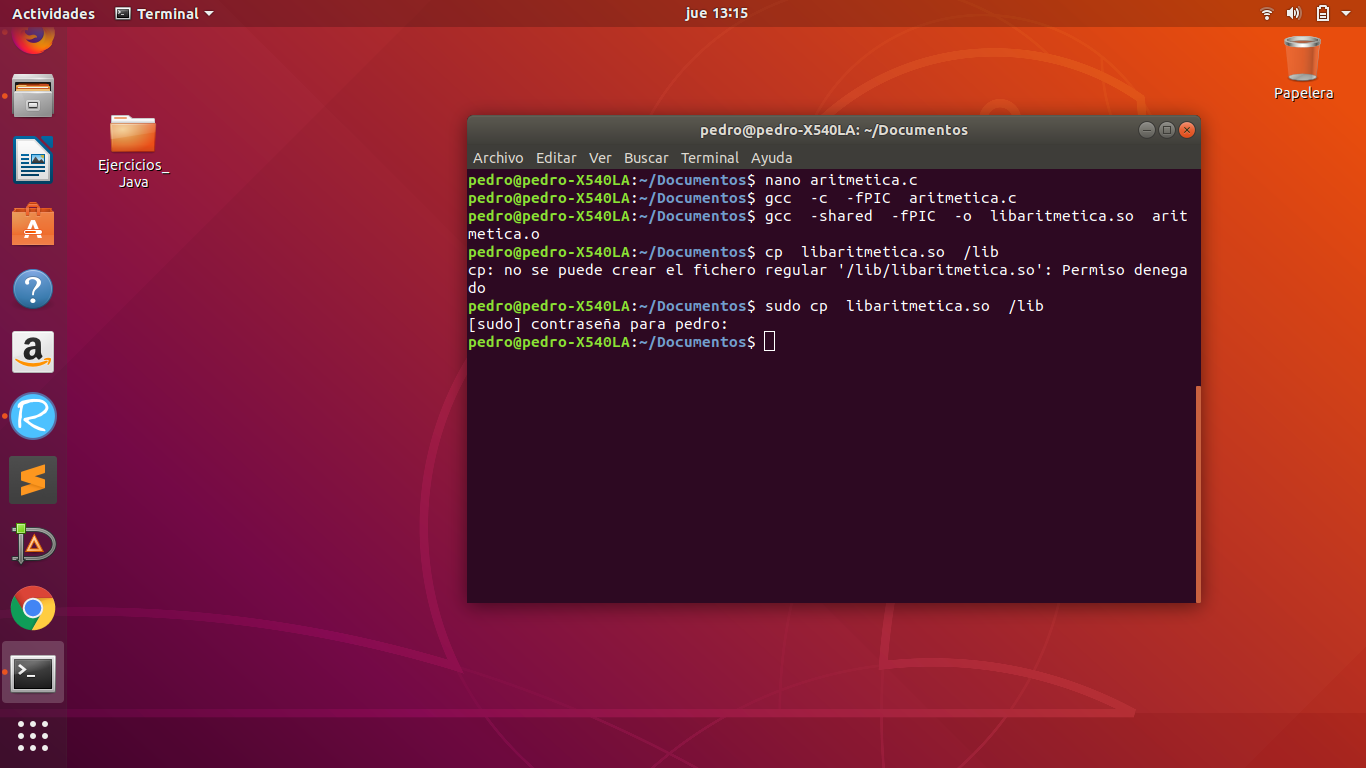 Actividades
Terminal
jue 13:15
Papelera
Ejercicios_
Java
pedro@pedro-X540LA: ~/Documentos
Archivo Editar Ver Buscar Terminal Ayuda
pedro@pedro-X540LA:~/Documentos$ nano aritmetica.c
pedro@pedro-X540LA:~/Documentos$ gcc  -c  -fPIC  aritmetica.c
pedro@pedro-X540LA:~/Documentos$ gcc  -shared  -fPIC  -o  libaritmetica.so  arit
metica.o
pedro@pedro-X540LA:~/Documentos$ cp  libaritmetica.so  /lib
cp: no se puede crear el fichero regular '/lib/libaritmetica.so': Permiso denega
do
pedro@pedro-X540LA:~/Documentos$ sudo cp  libaritmetica.so  /lib
[sudo] contraseña para pedro:
pedro@pedro-X540LA:~/Documentos$